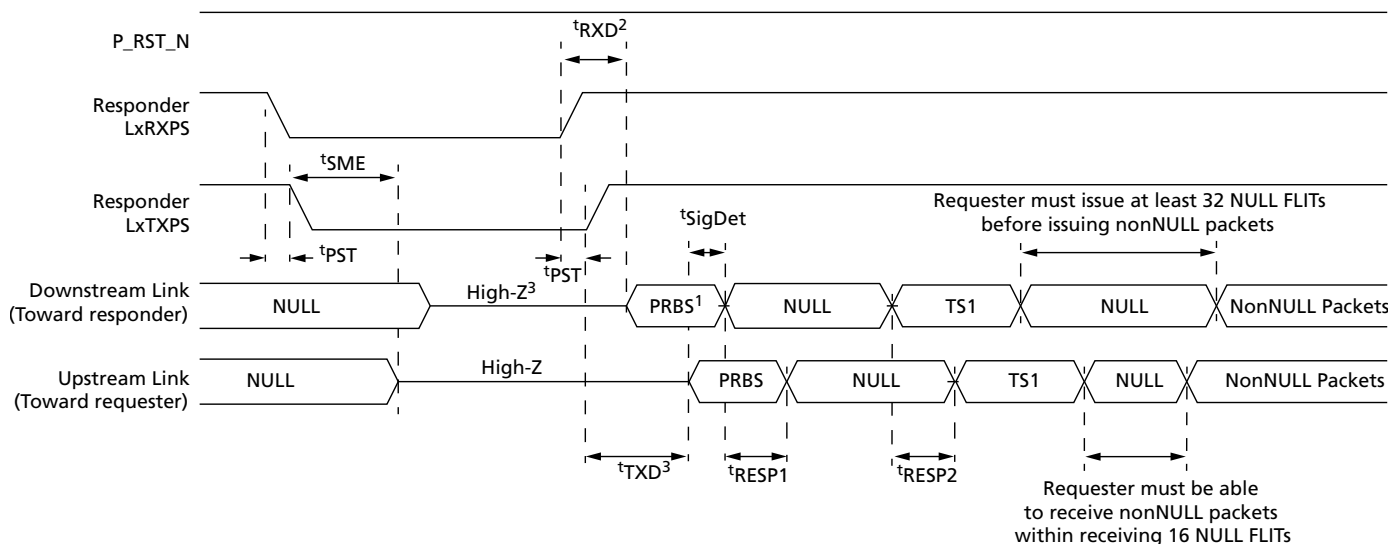 P_RST_N
tRXD2
Responder
LxRXPS
tSME
Responder
LxTXPS
Requester must issue at least 32 NULL FLITs
before issuing nonNULL packets
tSigDet
tPST
tPST
Downstream Link
(Toward responder)
NULL
High-Z3
PRBS1
NULL
TS1
NULL
NonNULL Packets
Upstream Link
(Toward requester)
NULL
High-Z
PRBS
NULL
TS1
NULL
NonNULL Packets
tTXD3
tRESP1
tRESP2
Requester must be able
to receive nonNULL packets
within receiving 16 NULL FLITs